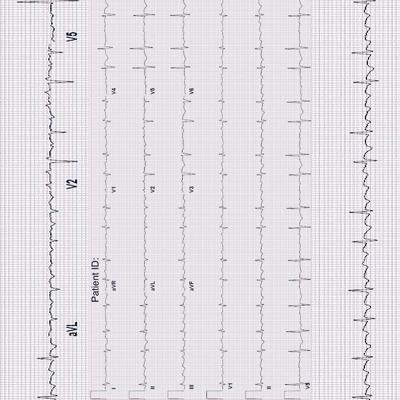 aVL V2 V5
Patient ID:
I aVR V1 V4
II aVL V2 V5
III aVF V3 V6
V1
II
V5